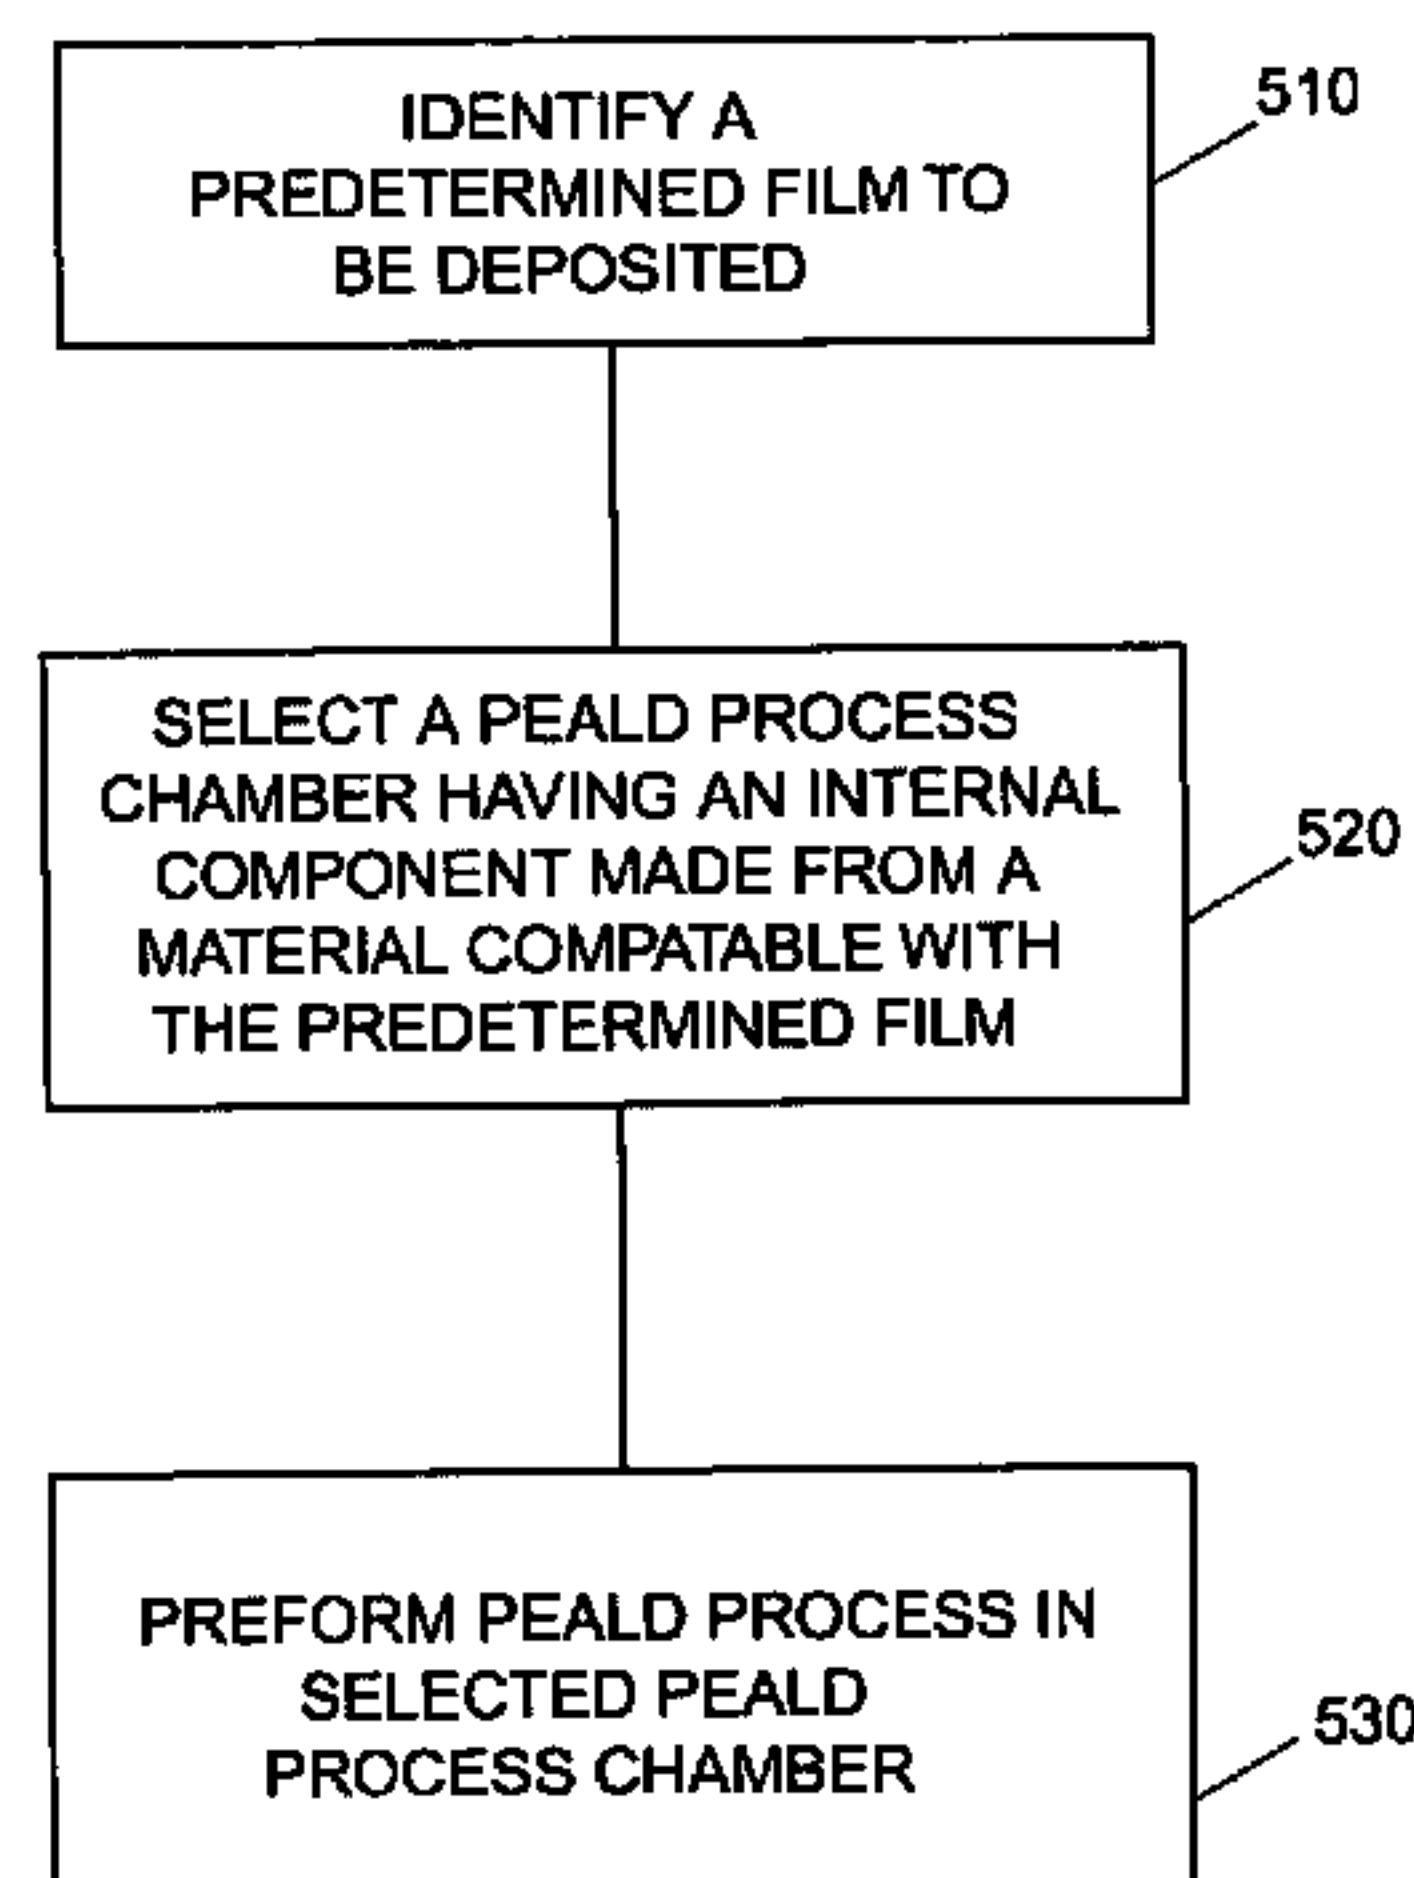 IDENTIFY A
PREDETERMINED FILM TO
BE DEPOSITED
510
SELECT A PEALD PROCESS
CHAMBER HAVING AN INTERNAL
COMPONENT MADE FROM A
MATERIAL COMPATABLE WITH
THE PREDETERMINED FILM
520
PREFORM PEALD PROCESS IN
SELECTED PEALD
PROCESS CHAMBER
530